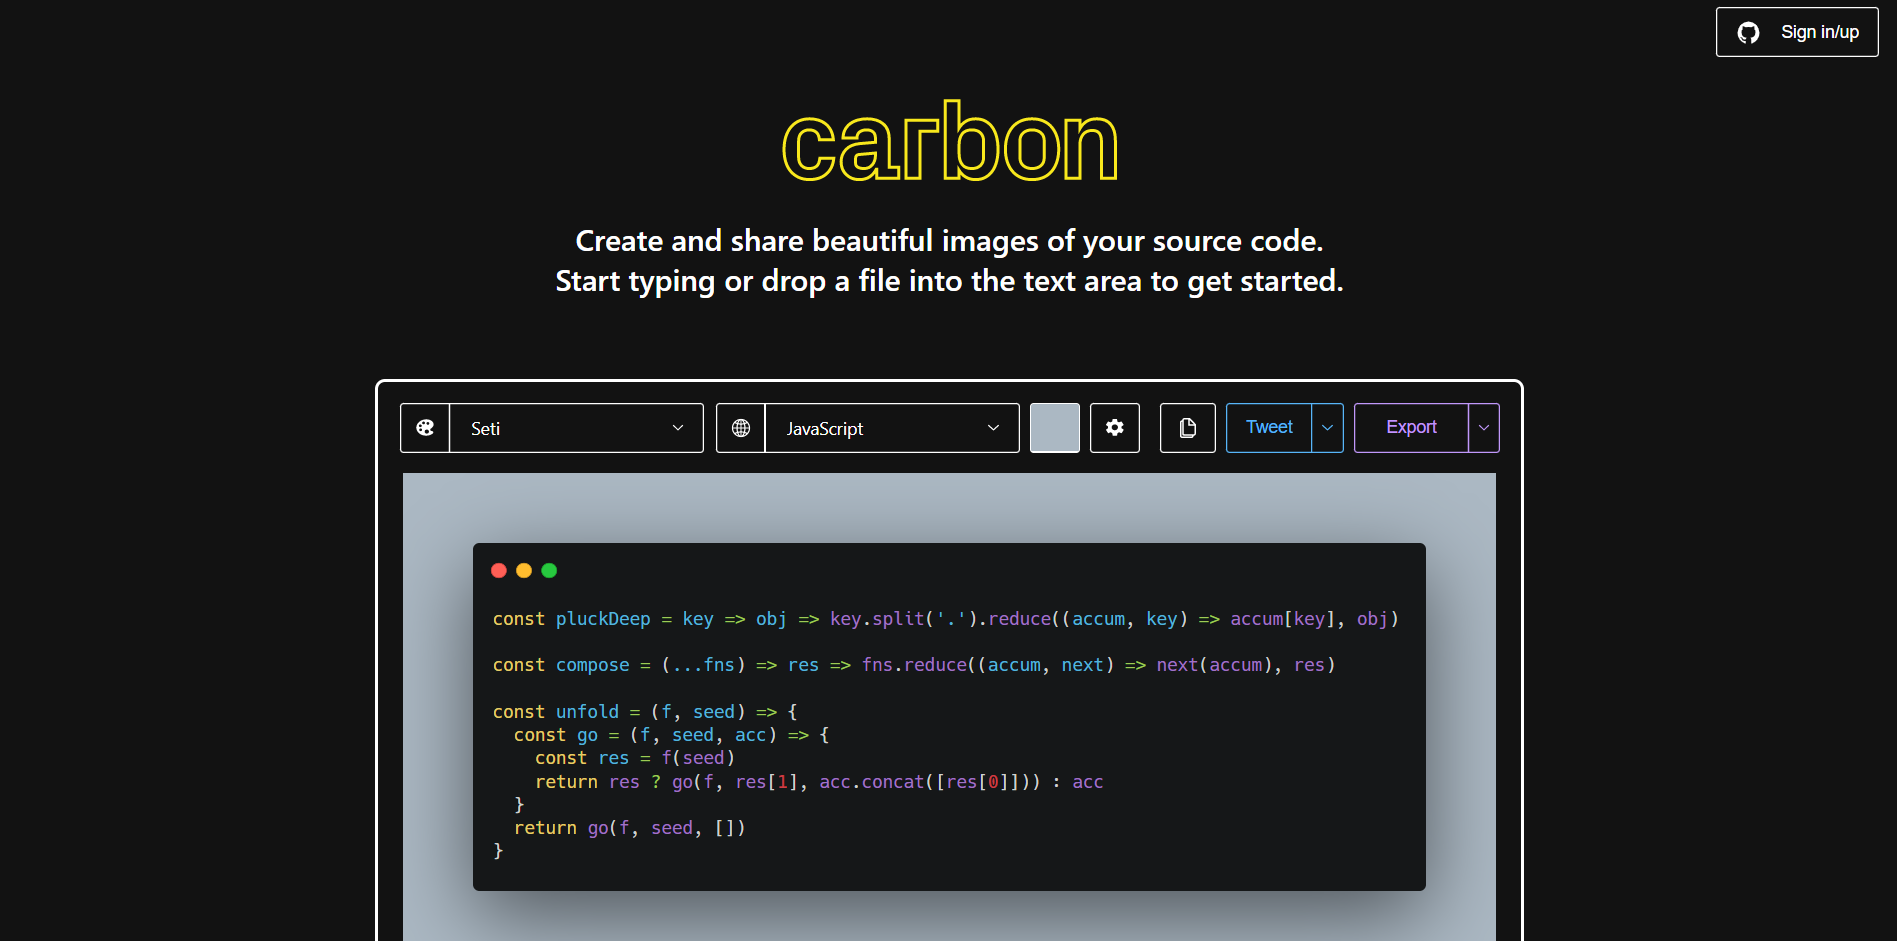 Sign in/up
carbon
Create and share beautiful images of your source code.
Start typing or drop a file into the text area to get started.
Seti
JavaScript
Tweet
Export
const pluckDeep = key => obj => key.split('.').reduce((accum, key) => accum[key], obj)
const compose = (...fns) => res => fns.reduce((accum, next) => next(accum), res)
const unfold = (f, seed) => {
  const go = (f, seed, acc) => {
    const res = f(seed)
    return res ? go(f, res[1], acc.concat([res[0]])) : acc
  }
  return go(f, seed, [])
}